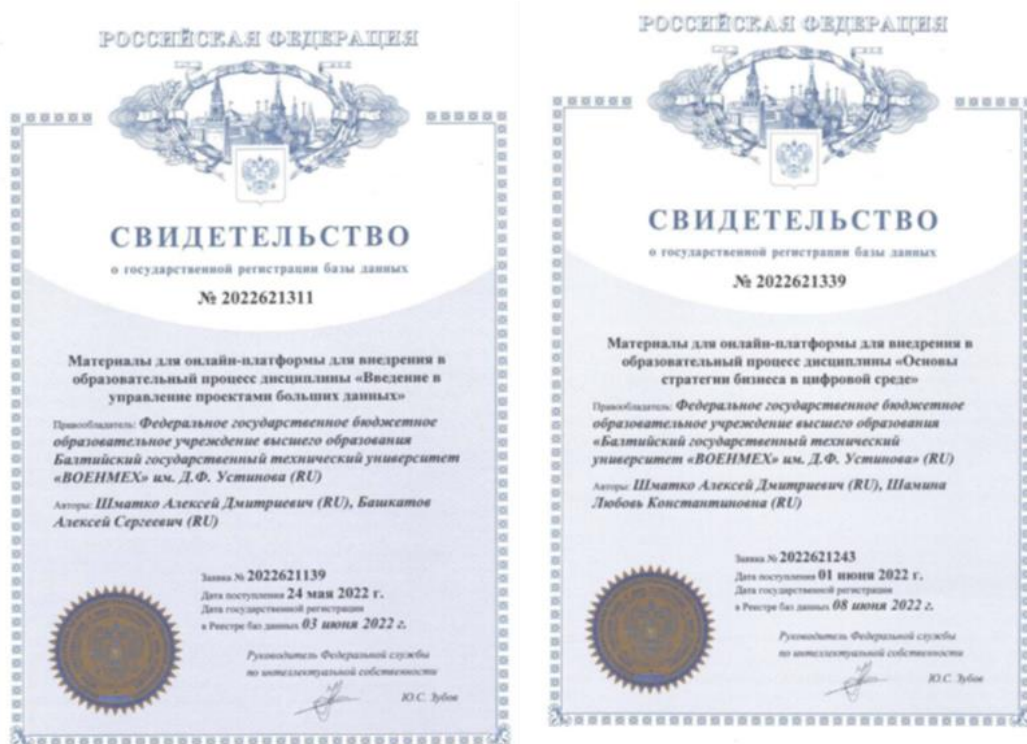 РОССИЙСКАЯ ФЕДЕРАЦИЯ
СВИДЕТЕЛЬСТВО
о государственной регистрации базы данных
№ 2022621311
Материалы для онлайн-платформы для внедрения в
образовательный процесс дисциплины «Введение в
управление проектами больших данных»
Правообладатель: Федеральное государственное бюджетное
образовательное учреждение высшего образования
Балтийский государственный технический университет
«ВОЕНМЕХ» им. Д.Ф. Устинова (RU)
Авторы: Шматко Алексей Дмитриевич (RU), Башкатов
Алексей Сергеевич (RU)
Заявка № 2022621139
Дата поступления 24 мая 2022 г.
Дата государственной регистрации
в Реестре баз данных 03 июня 2022 г.
Руководитель Федеральной службы
по интеллектуальной собственности
Ю.С. Зубов
РОССИЙСКАЯ ФЕДЕРАЦИЯ
СВИДЕТЕЛЬСТВО
о государственной регистрации базы данных
№ 2022621339
Материалы для онлайн-платформы для внедрения в
образовательный процесс дисциплины «Основы
стратегии бизнеса в цифровой среде»
Правообладатель: Федеральное государственное бюджетное
образовательное учреждение высшего образования
«Балтийский государственный технический
университет «ВОЕНМЕХ» им. Д.Ф. Устинова» (RU)
Авторы: Шматко Алексей Дмитриевич (RU), Шамина
Любовь Константиновна (RU)
Заявка № 2022621243
Дата поступления 01 июня 2022 г.
Дата государственной регистрации
в Реестре баз данных 08 июня 2022 г.
Руководитель Федеральной службы
по интеллектуальной собственности
Ю.С. Зубов